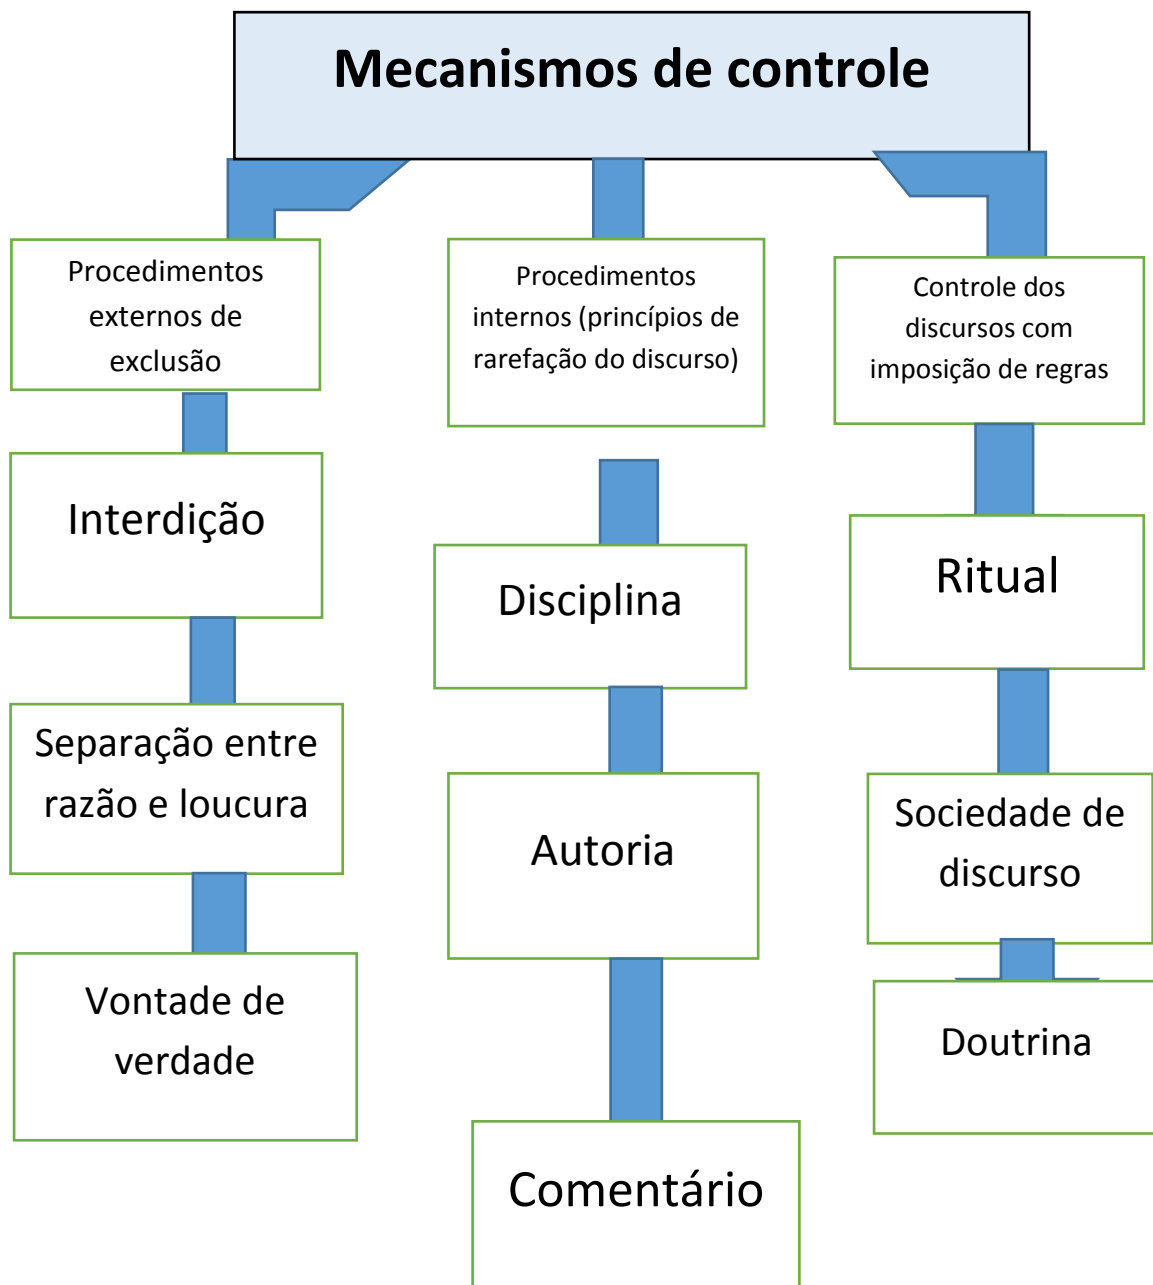 Mecanismos de controle
Procedimentos
externos de
exclusão
Interdição
Separação entre
razão e loucura
Vontade de
verdade
Procedimentos
internos (princípios de
rarefação do discurso)
Disciplina
Autoria
Comentário
Controle dos
discursos com
imposição de regras
Ritual
Sociedade de
discurso
Doutrina